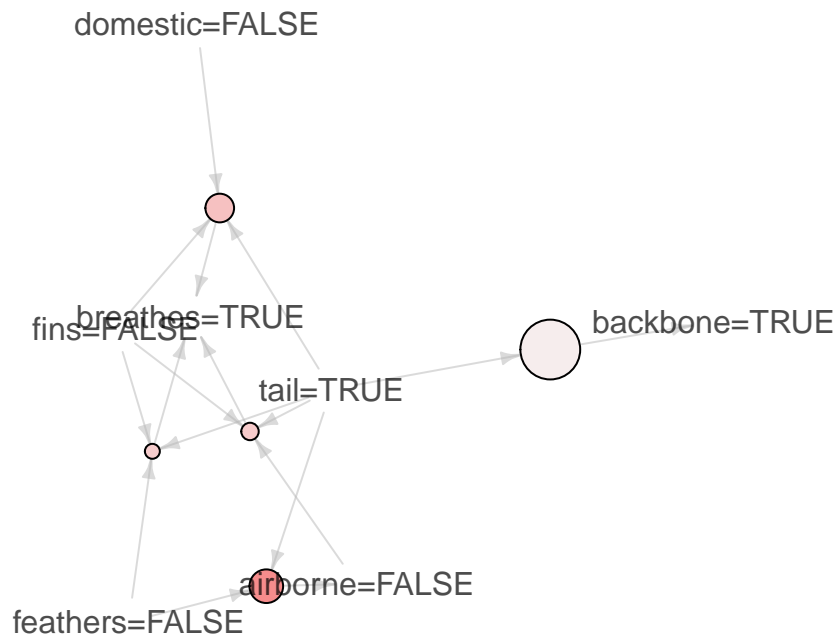 domestic=FALSE
breathes=TRUE
fins=FALSE
backbone=TRUE
tail=TRUE
airborne=FALSE
feathers=FALSE